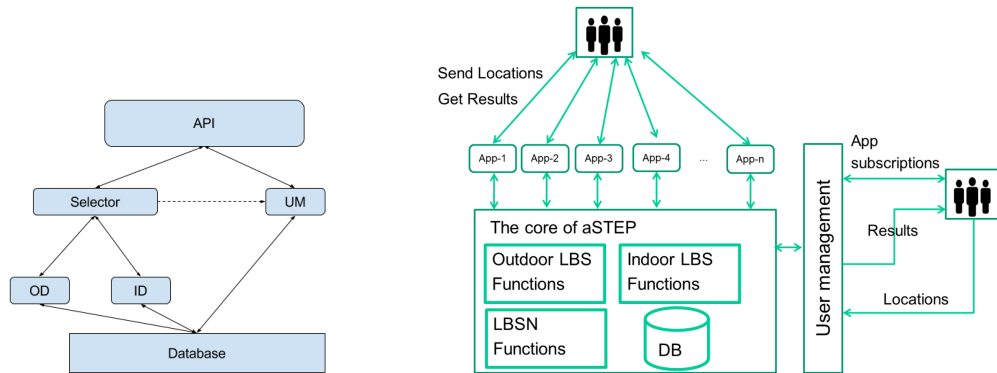 API
Selector
UM
OD
ID
Database
Send Locations
Get Results
App-1
App-2
App-3
App-4
...
App-n
The core of aSTEP
Outdoor LBS
Functions
Indoor LBS
Functions
LBSN
Functions
DB
User management
App
subscriptions
Results
Locations